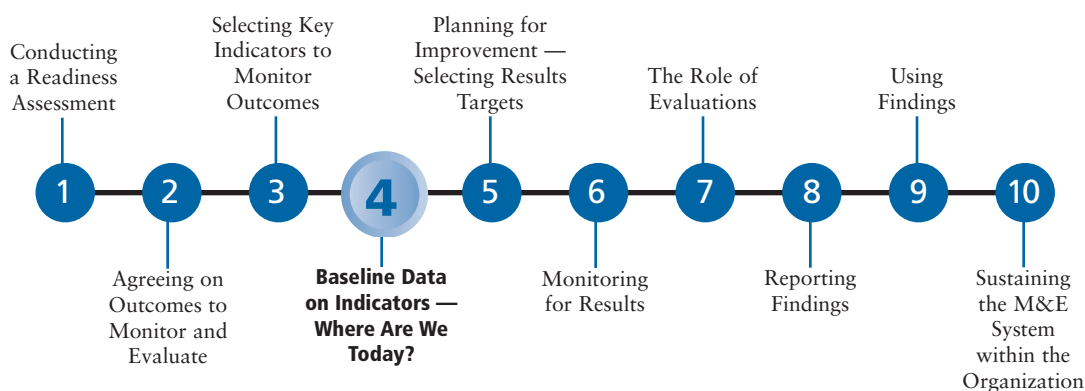 Conducting
a Readiness
Assessment
1
Agreeing on
Outcomes to
Monitor and
Evaluate
2
Selecting Key
Indicators to
Monitor
Outcomes
3
Baseline Data
on Indicators —
Where Are We
Today?
4
Planning for
Improvement —
Selecting Results
Targets
5
Monitoring
for Results
6
The Role of
Evaluations
7
Reporting
Findings
8
Using
Findings
9
Sustaining
the M&E
System
within the
Organization
10